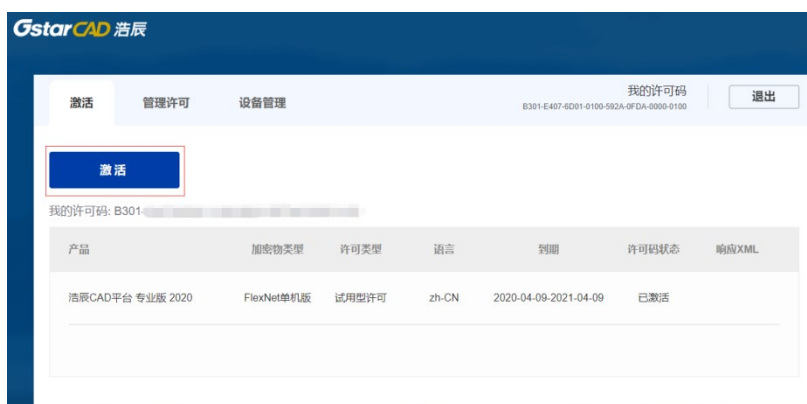 GstarCAD 浩辰
激活 管理许可 设备管理 我的许可码 退出
B301-E407-6D01-0100-592A-0FDA-0000-0100
激活
我的许可码: B301-
产品 加密物类型 许可类型 语言 到期 许可码状态 响应XML
浩辰CAD平台 专业版 2020 FlexNet单机版 试用型许可 zh-CN 2020-04-09-2021-04-09 已激活